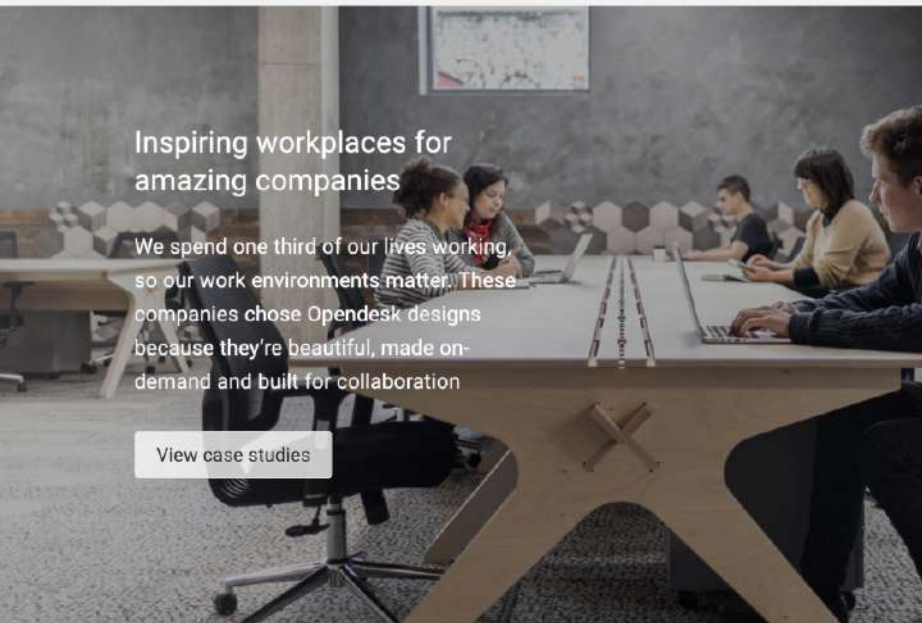 Inspiring workplaces for
amazing companies
We spend one third of our lives working,
so our work environments matter. These
companies chose Opendesk designs
because they're beautiful, made on-
demand and built for collaboration
View case studies